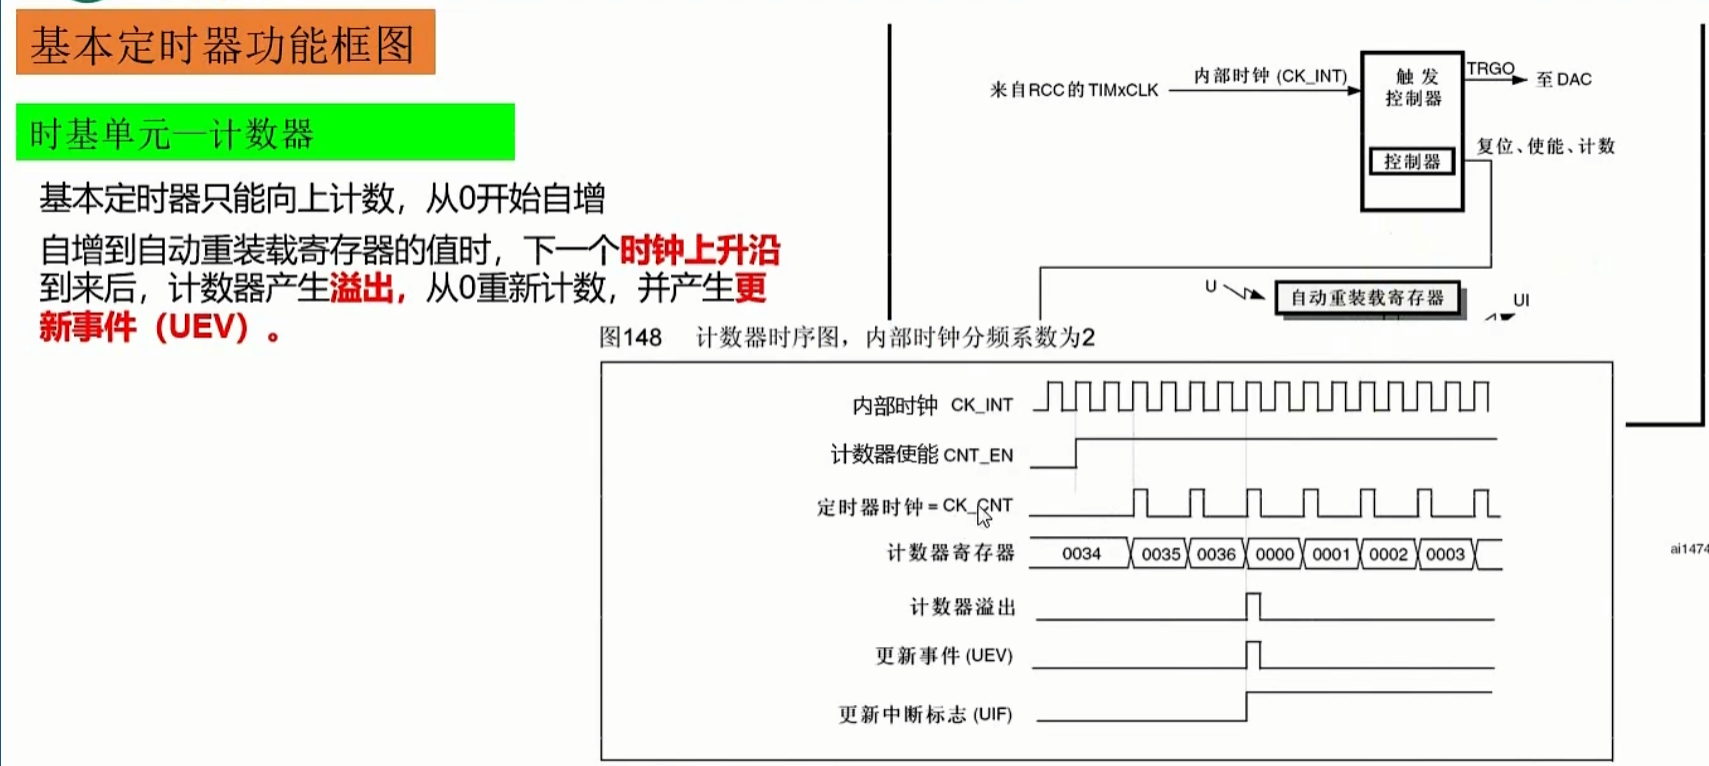 基本定时器功能框图
时基单元—计数器
基本定时器只能向上计数，从0开始自增
自增到自动重装载寄存器的值时，下一个时钟上升沿
到来后，计数器产生溢出，从0重新计数，并产生更
新事件（UEV）。
来自RCC的TIMxCLK
内部时钟 (CK_INT)
触发
控制器
TRGO
至DAC
控制器
复位、使能、计数
U
自动重装载寄存器
UI
图148 计数器时序图，内部时钟分频系数为2
内部时钟 CK_INT
计数器使能 CNT_EN
定时器时钟 = CK_CNT
计数器寄存器 0034 0035 0036 0000 0001 0002 0003
计数器溢出
更新事件 (UEV)
更新中断标志 (UIF)
ai1474